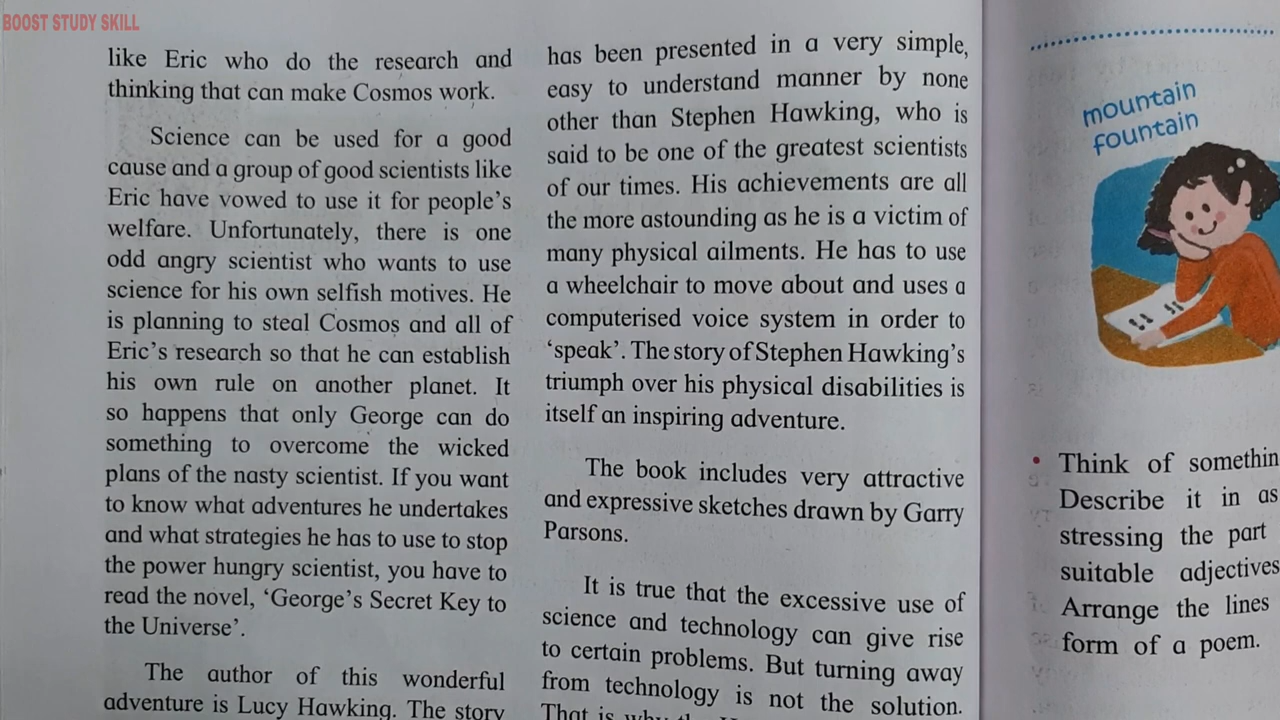 BOOST STUDY SKILL
like Eric who do the research and
thinking that can make Cosmos work.
Science can be used for a good
cause and a group of good scientists like
Eric have vowed to use it for people's
welfare. Unfortunately, there is one
odd angry scientist who wants to use
science for his own selfish motives. He
is planning to steal Cosmos and all of
Eric's research so that he can establish
his own rule on another planet. It
so happens that only George can do
something to overcome the wicked
plans of the nasty scientist. If you want
to know what adventures he undertakes
and what strategies he has to use to stop
the power hungry scientist, you have to
read the novel, ‘George's Secret Key to
the Universe’.
The author of this wonderful
adventure is Lucy Hawking. The story
has been presented in a very simple,
easy to understand manner by none
other than Stephen Hawking, who is
said to be one of the greatest scientists
of our times. His achievements are all
the more astounding as he is a victim of
many physical ailments. He has to use
a wheelchair to move about and uses a
computerised voice system in order to
‘speak’. The story of Stephen Hawking's
triumph over his physical disabilities is
itself an inspiring adventure.
The book includes very attractive
and expressive sketches drawn by Garry
Parsons.
It is true that the excessive use of
science and technology can give rise
to certain problems. But turning away
from technology is not the solution.
That is why
mountain
fountain
• Think of somethin
Describe it in as
stressing the part
suitable adjectives
Arrange the lines
form of a poem.